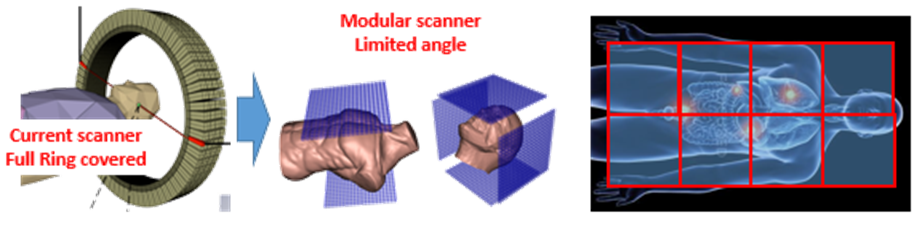 Current scanner
Full Ring covered
Modular scanner
Limited angle